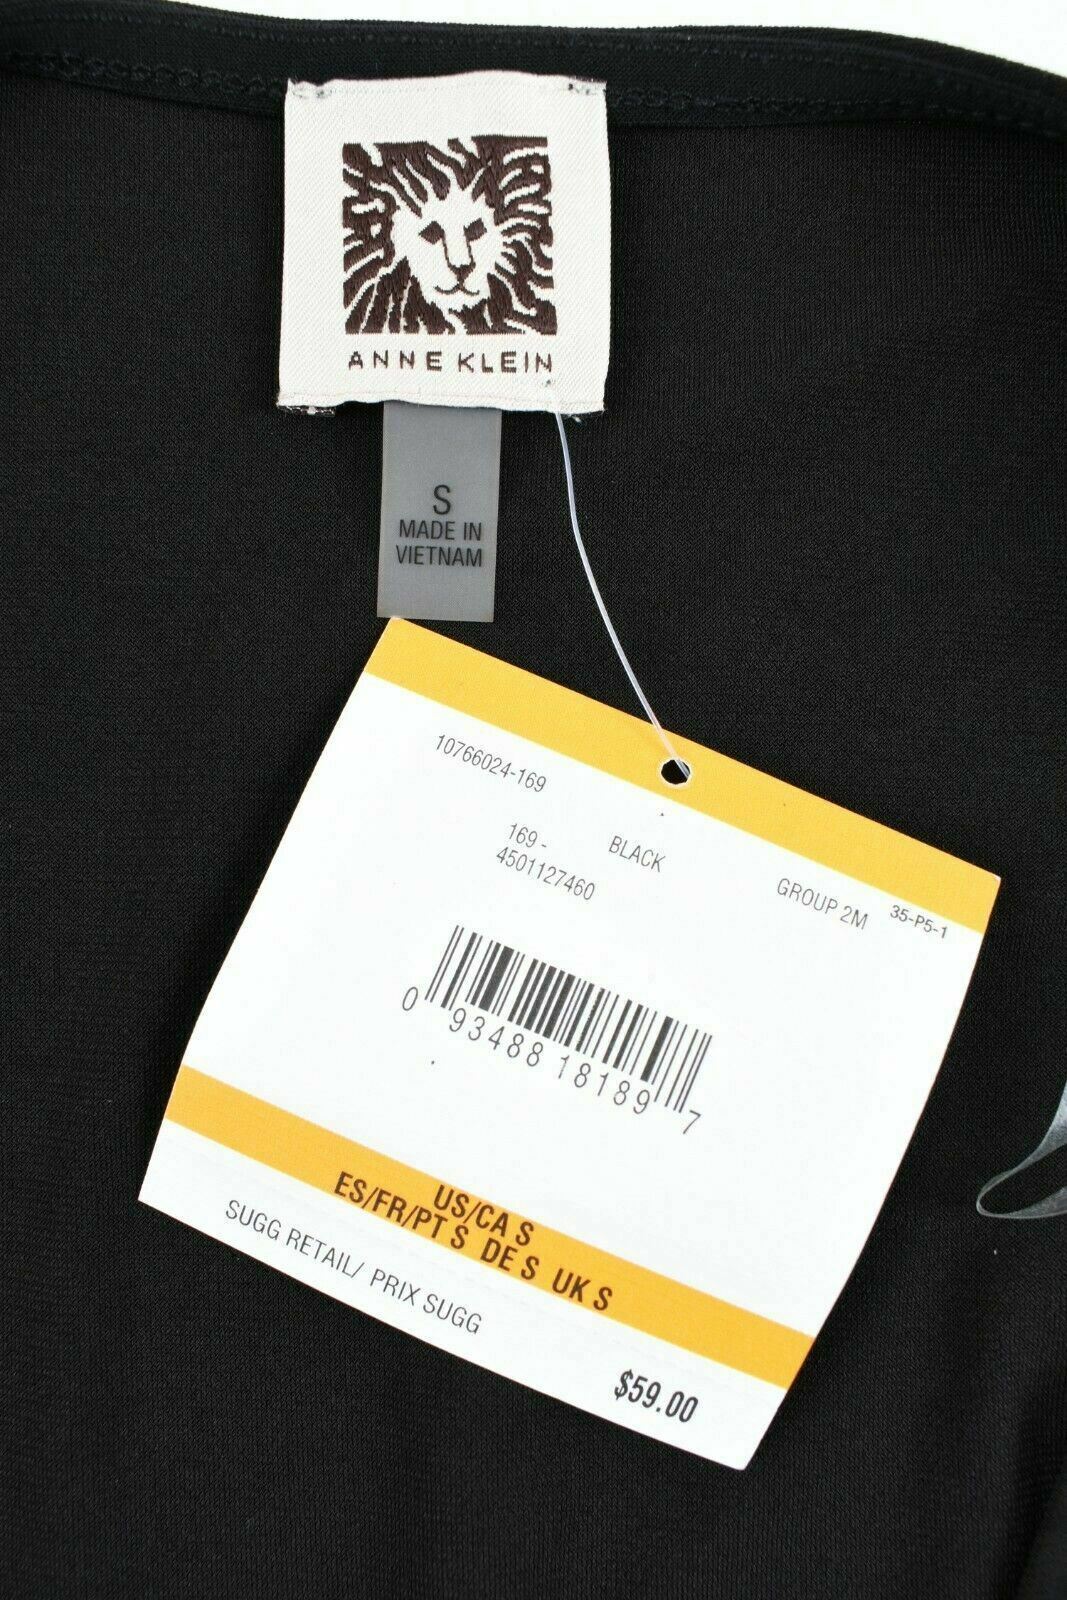 ANNE KLEIN
S
MADE IN
VIETNAM
10766024-169
169 - BLACK
4501127460
GROUP 2M 35-P5-1
0 93488 18189 7
US/CA S
ES/FR/PT S DE S UK S
SUGG RETAIL/ PRIX SUGG
$59.00